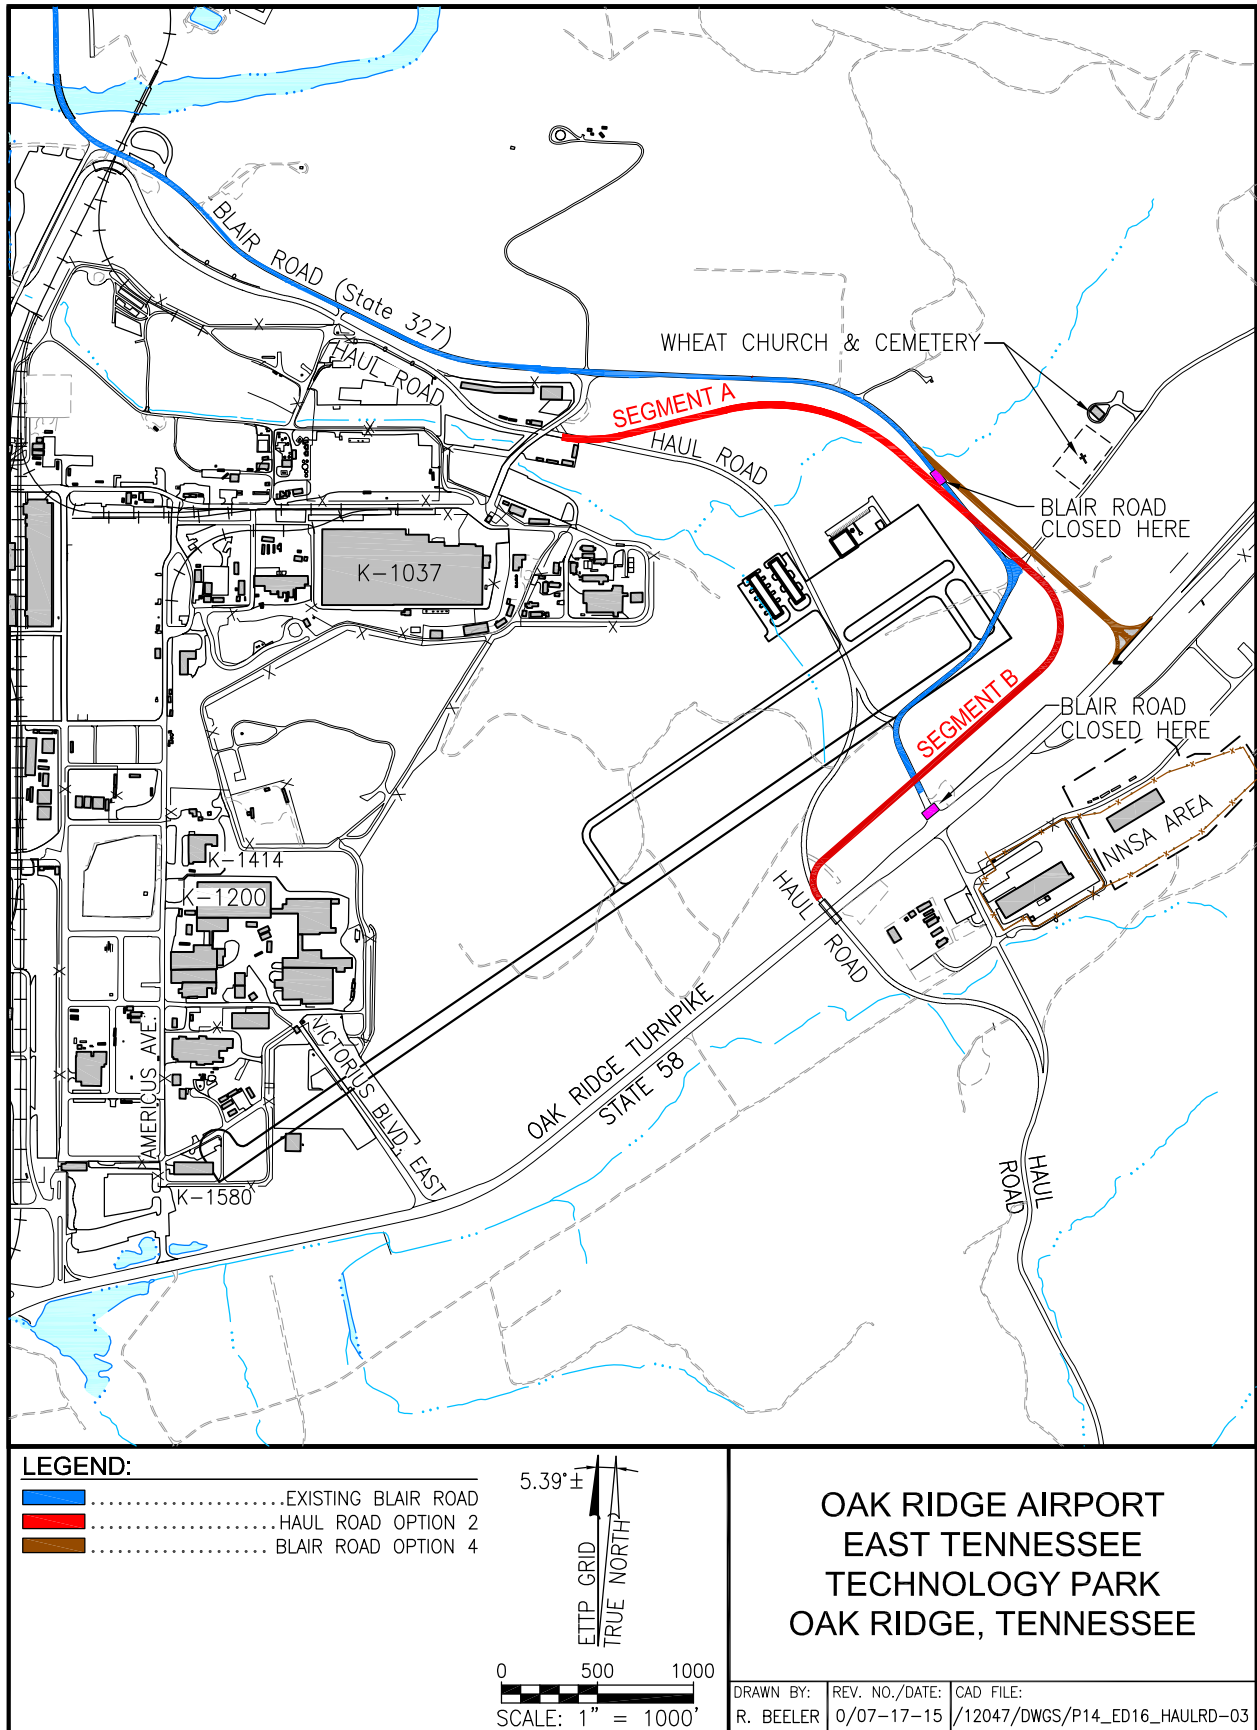 BLAIR ROAD (State 327)
HAUL ROAD
WHEAT CHURCH & CEMETERY
SEGMENT A
HAUL ROAD
BLAIR ROAD
CLOSED HERE
K-1037
SEGMENT B
BLAIR ROAD
CLOSED HERE
NNSA AREA
K-1414
K-1200
HAUL ROAD
OAK RIDGE TURNPIKE
STATE 58
VICTORIUS BLVD. EAST
AMERICUS AVE.
K-1580
HAUL
ROAD
LEGEND:
EXISTING BLAIR ROAD
HAUL ROAD OPTION 2
BLAIR ROAD OPTION 4
5.39°±
ETTP GRID
TRUE NORTH
0 500 1000
SCALE: 1" = 1000'
OAK RIDGE AIRPORT
EAST TENNESSEE
TECHNOLOGY PARK
OAK RIDGE, TENNESSEE
DRAWN BY:
R. BEELER
REV. NO./DATE:
0/07-17-15
CAD FILE:
/12047/DWGS/P14_ED16_HAULRD-03